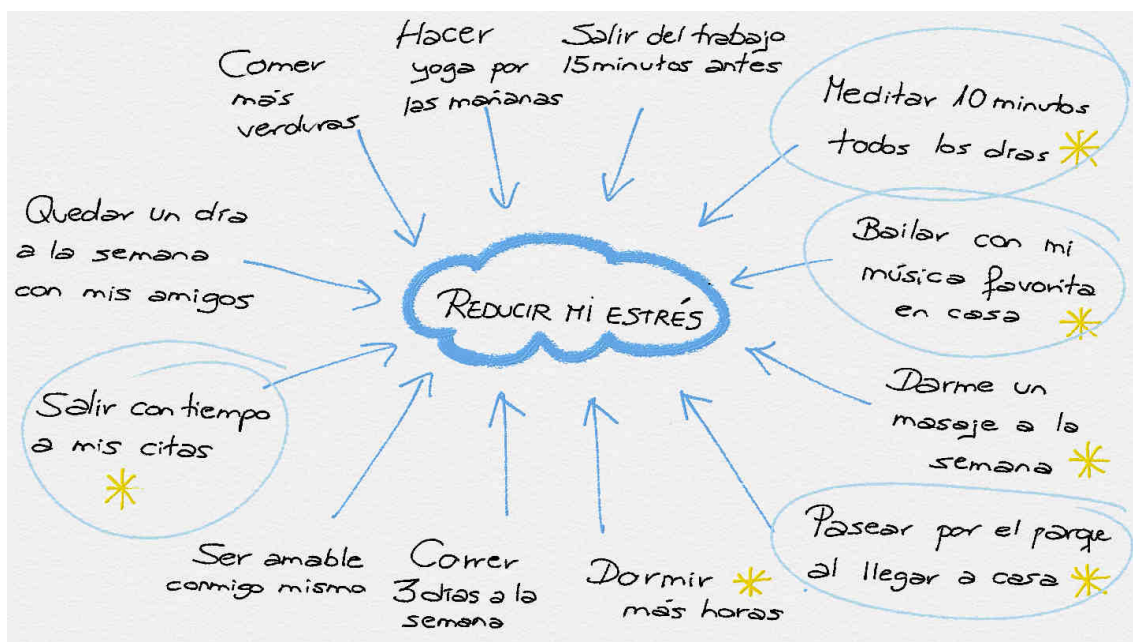 Comer
más
verduras
Hacer
yoga por
las mañanas
Salir del trabajo
15 minutos antes
Meditar 10 minutos
todos los días
Quedar un día
a la semana
con mis amigos
REDUCIR MI ESTRÉS
Bailar con mi
música favorita
en casa
Salir con tiempo
a mis citas
Darme un
masaje a la
semana
Ser amable
conmigo mismo
Correr
3 días a la
semana
Dormir
más horas
Pasear por el parque
al llegar a casa